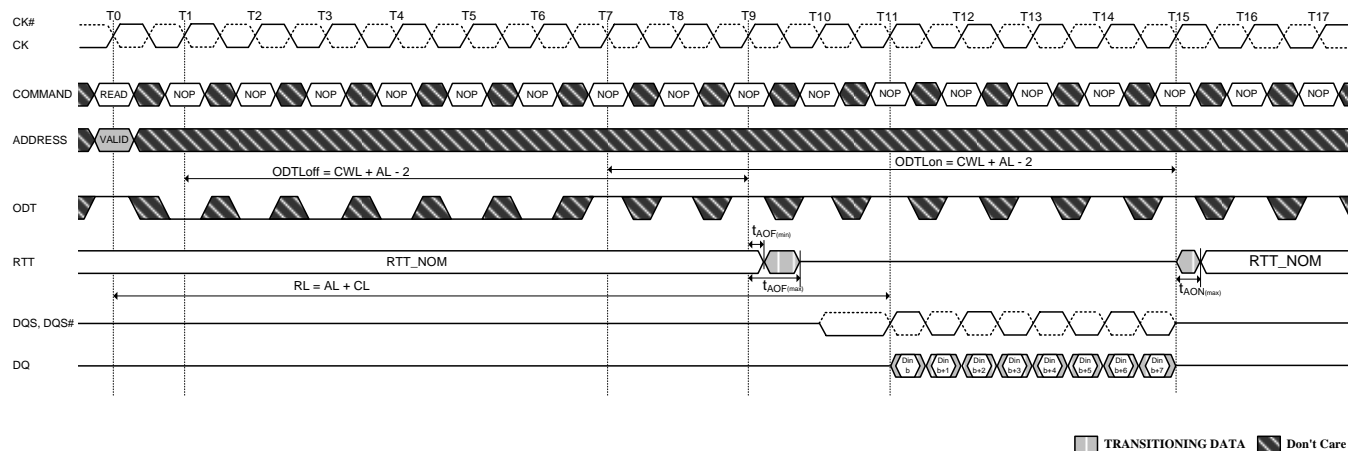 CK#
CK
T0 T1 T2 T3 T4 T5 T6 T7 T8 T9 T10 T11 T12 T13 T14 T15 T16 T17
COMMAND READ NOP NOP NOP NOP NOP NOP NOP NOP NOP NOP NOP NOP NOP NOP NOP NOP NOP
ADDRESS VALID
ODTLoff = CWL + AL - 2
ODTLon = CWL + AL - 2
ODT
tAOF(min)
RTT RTT_NOM RTT_NOM
tAOF(max)
tAON(max)
RL = AL + CL
DQS, DQS#
DQ
Din b
Din b+1
Din b+2
Din b+3
Din b+4
Din b+5
Din b+6
Din b+7
TRANSITIONING DATA Don't Care